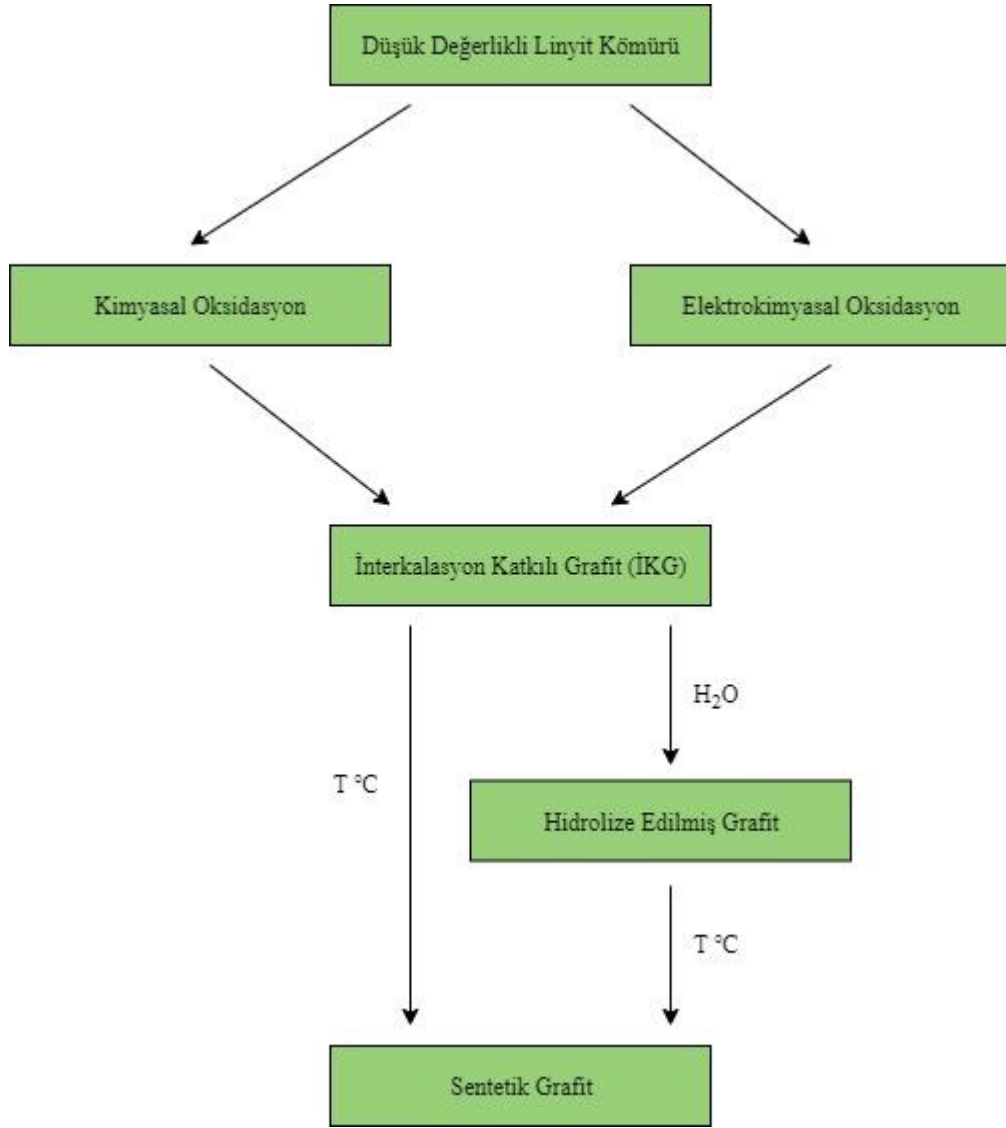 Düşük Değerlikli Linyit Kömürü
Kimyasal Oksidasyon
Elektrokimyasal Oksidasyon
İnterkalasyon Katkılı Grafit (İKG)
H₂O
T °C
Hidrolize Edilmiş Grafit
T °C
Sentetik Grafit